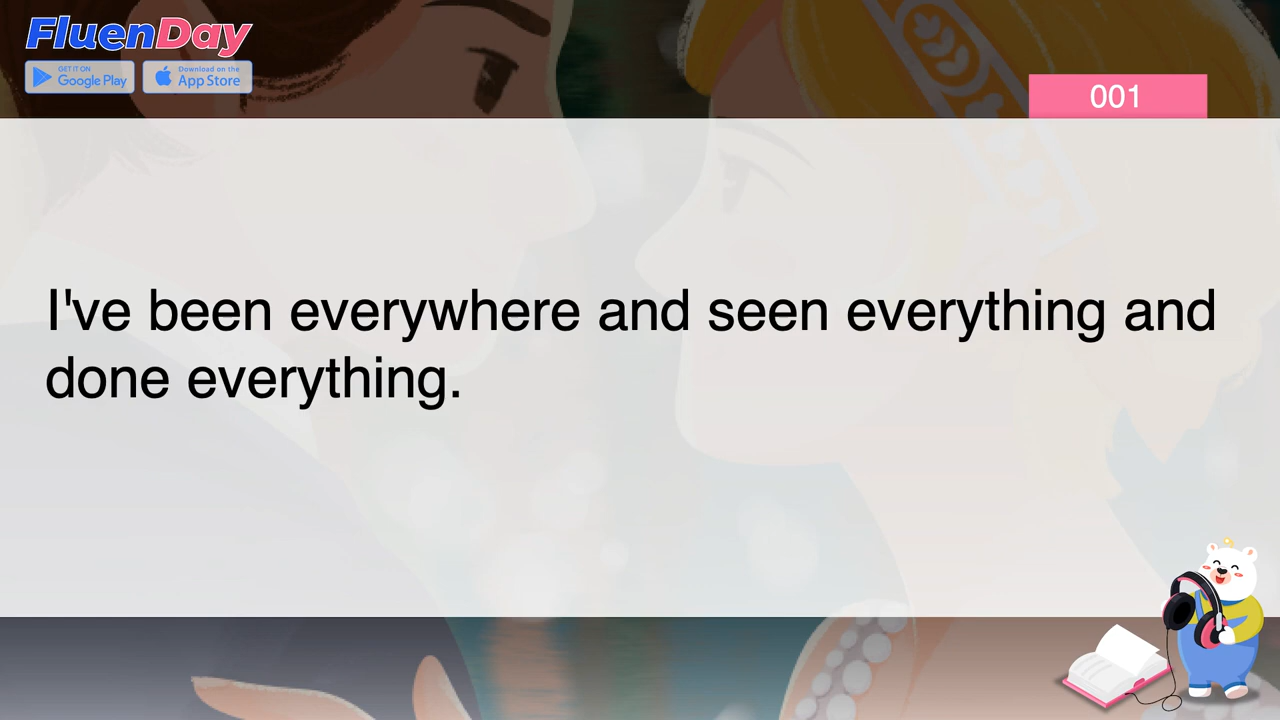 FluenDay
GET IT ON
Google Play
Download on the
App Store
001
I've been everywhere and seen everything and
done everything.